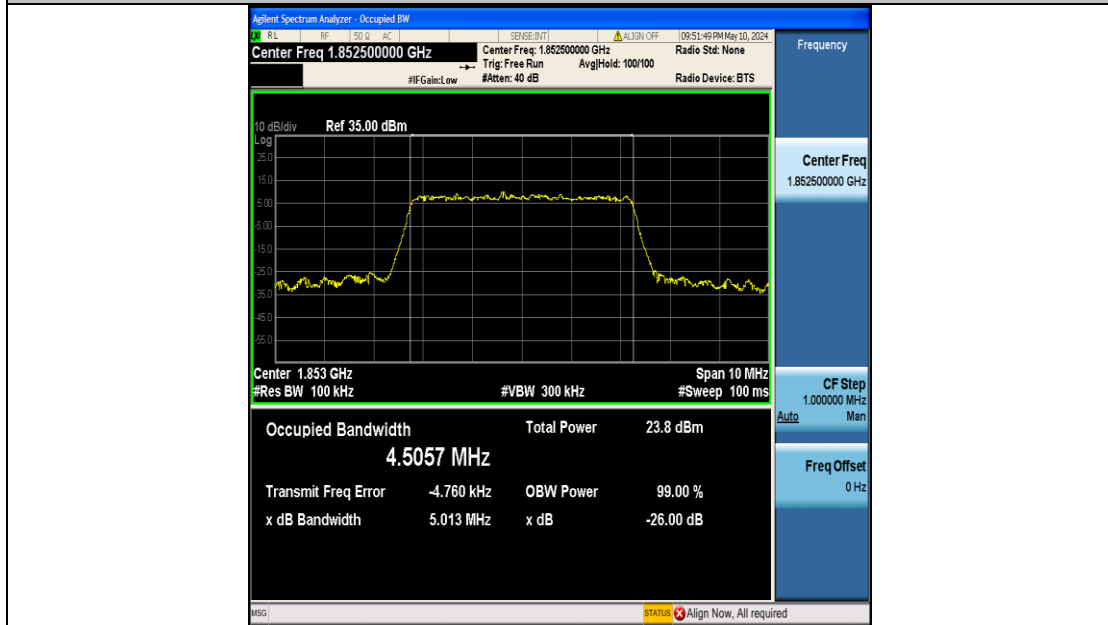 Agilent Spectrum Analyzer - Occupied BW
RL RF 50 Ω AC SENSE:INT ALIGN OFF 09:51:49 PM May 10, 2024
Center Freq 1.852500000 GHz
Center Freq: 1.852500000 GHz
Radio Std: None
Trig: Free Run Avg|Hold: 100/100
#IFGain:Low #Atten: 40 dB Radio Device: BTS
10 dB/div Ref 35.00 dBm
Log
25.0
15.0
5.00
-5.00
-15.0
-25.0
-35.0
-45.0
-55.0
Center 1.853 GHz Span 10 MHz
#Res BW 100 kHz #VBW 300 kHz #Sweep 100 ms
Occupied Bandwidth Total Power 23.8 dBm
4.5057 MHz
Transmit Freq Error -4.760 kHz OBW Power 99.00 %
x dB Bandwidth 5.013 MHz x dB -26.00 dB
Frequency
Center Freq
1.852500000 GHz
CF Step
1.000000 MHz
Auto Man
Freq Offset
0 Hz
MSG STATUS Align Now, All required